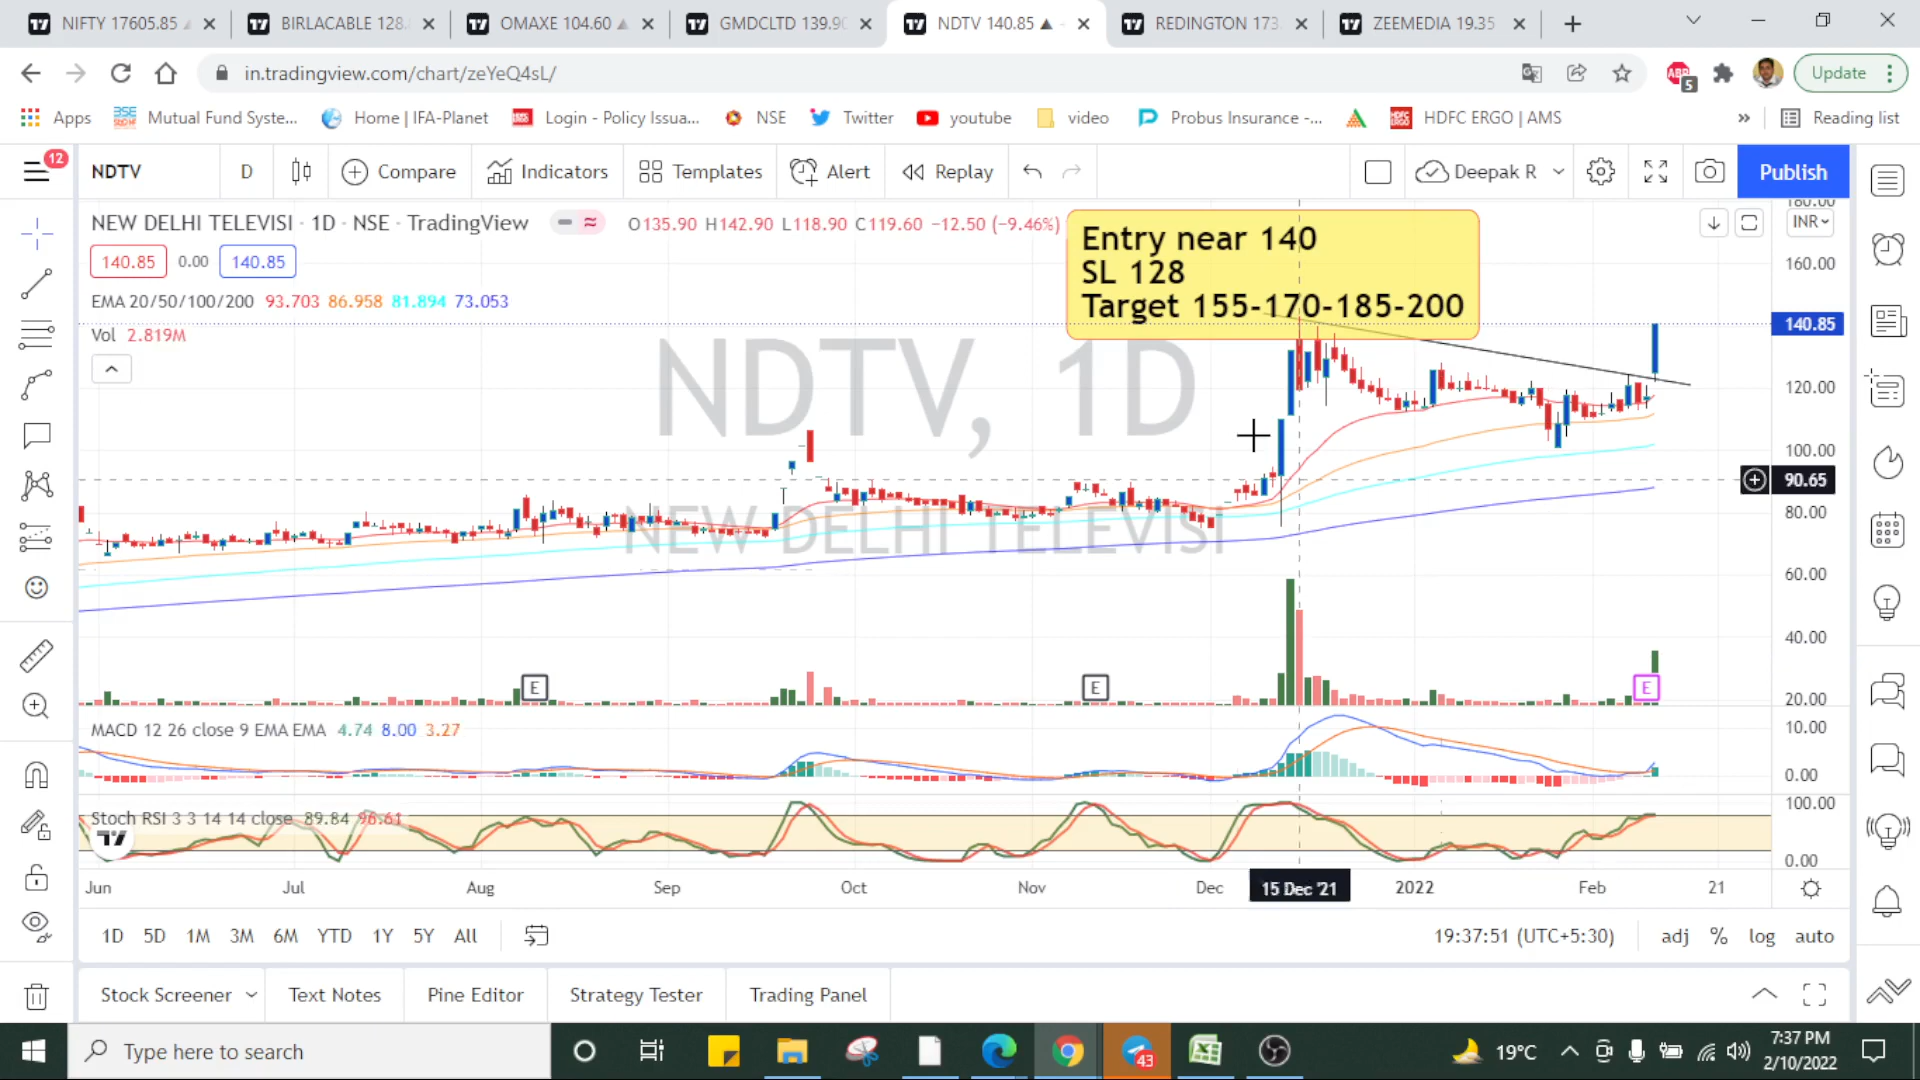 NIFTY 17605.85
BIRLACABLE 128.
OMAXE 104.60
GMDCLTD 139.90
NDTV 140.85 ▲
REDINGTON 173.
ZEEMEDIA 19.35
in.tradingview.com/chart/zeYeQ4sL/
ABP 5
Update
Apps
Mutual Fund Syste...
Home | IFA-Planet
Login - Policy Issua...
NSE
Twitter
youtube
video
Probus Insurance -...
HDFC ERGO | AMS
»
Reading list
12
NDTV
D
Compare
Indicators
Templates
Alert
Replay
Deepak R
Publish
NEW DELHI TELEVISI · 1D · NSE · TradingView
O135.90 H142.90 L118.90 C119.60 −12.50 (−9.46%)
INR
140.85 0.00 140.85
EMA 20/50/100/200 93.703 86.958 81.894 73.053
Vol 2.819M
Entry near 140
SL 128
Target 155-170-185-200
NDTV, 1D
NEW DELHI TELEVISI
180.00
160.00
140.85
120.00
100.00
90.65
80.00
60.00
40.00
20.00
E
E
E
MACD 12 26 close 9 EMA EMA 4.74 8.00 3.27
10.00
0.00
Stoch RSI 3 3 14 14 close 89.84 96.61
100.00
0.00
Jun Jul Aug Sep Oct Nov Dec 15 Dec '21 2022 Feb 21
1D 5D 1M 3M 6M YTD 1Y 5Y All
19:37:51 (UTC+5:30)
adj % log auto
Stock Screener
Text Notes
Pine Editor
Strategy Tester
Trading Panel
Type here to search
43
19°C
7:37 PM
2/10/2022